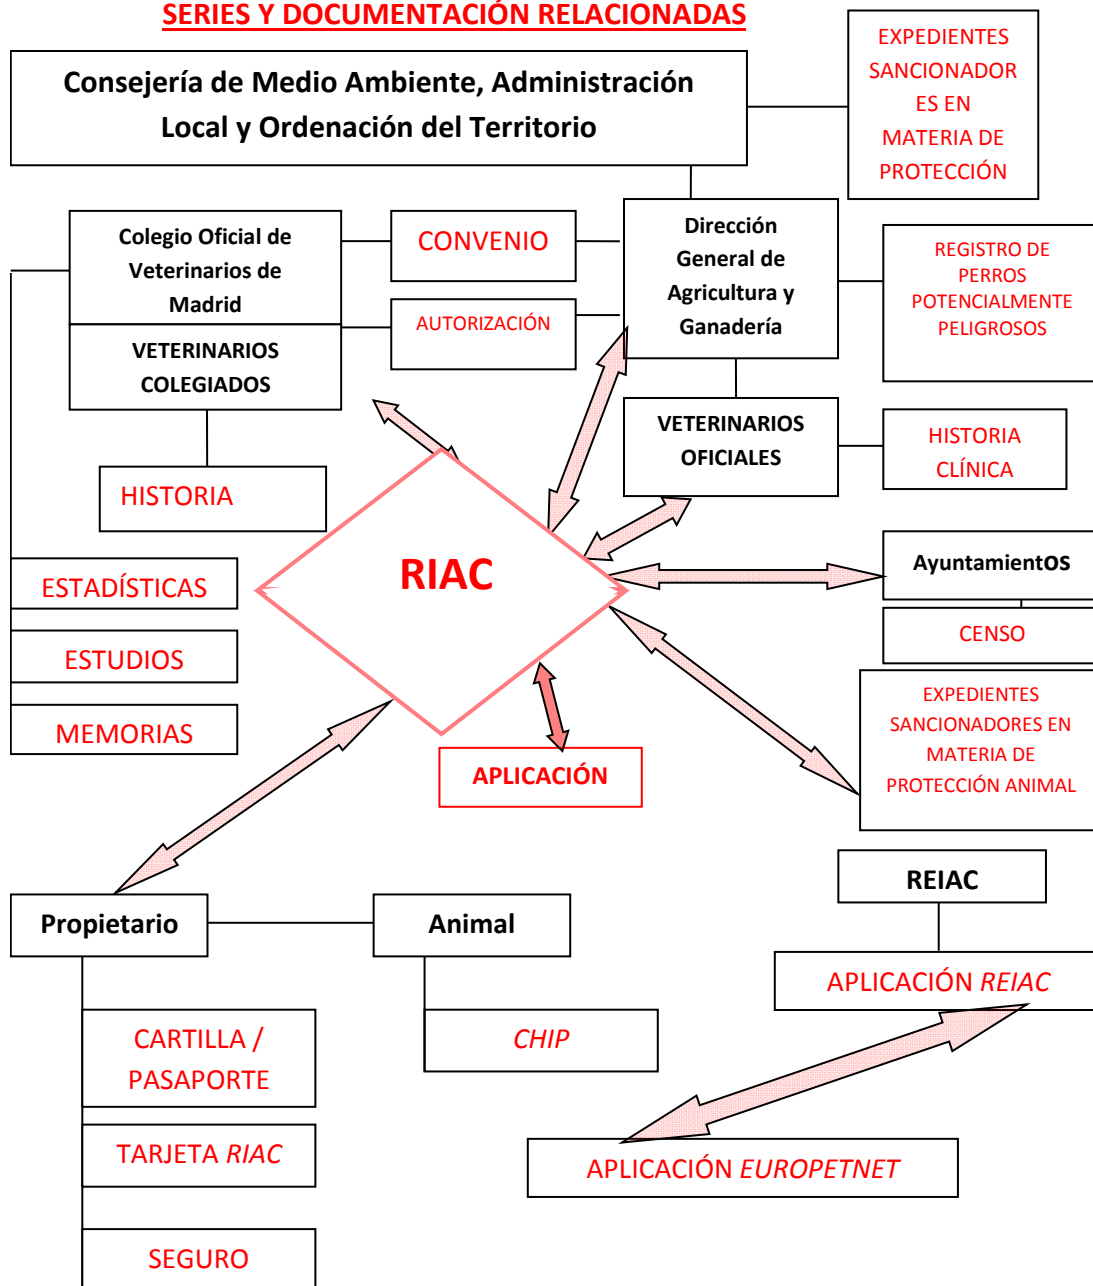 SERIES Y DOCUMENTACIÓN RELACIONADAS
Consejería de Medio Ambiente, Administración
Local y Ordenación del Territorio
EXPEDIENTES
SANCIONADOR
ES EN
MATERIA DE
PROTECCIÓN
Colegio Oficial de
Veterinarios de
Madrid
VETERINARIOS
COLEGIADOS
CONVENIO
AUTORIZACIÓN
Dirección
General de
Agricultura y
Ganadería
REGISTRO DE
PERROS
POTENCIALMENTE
PELIGROSOS
VETERINARIOS
OFICIALES
HISTORIA
CLÍNICA
HISTORIA
RIAC
AyuntamientOS
CENSO
ESTADÍSTICAS
ESTUDIOS
MEMORIAS
EXPEDIENTES
SANCIONADORES EN
MATERIA DE
PROTECCIÓN ANIMAL
APLICACIÓN
Propietario
Animal
REIAC
APLICACIÓN REIAC
CARTILLA /
PASAPORTE
CHIP
TARJETA RIAC
APLICACIÓN EUROPETNET
SEGURO